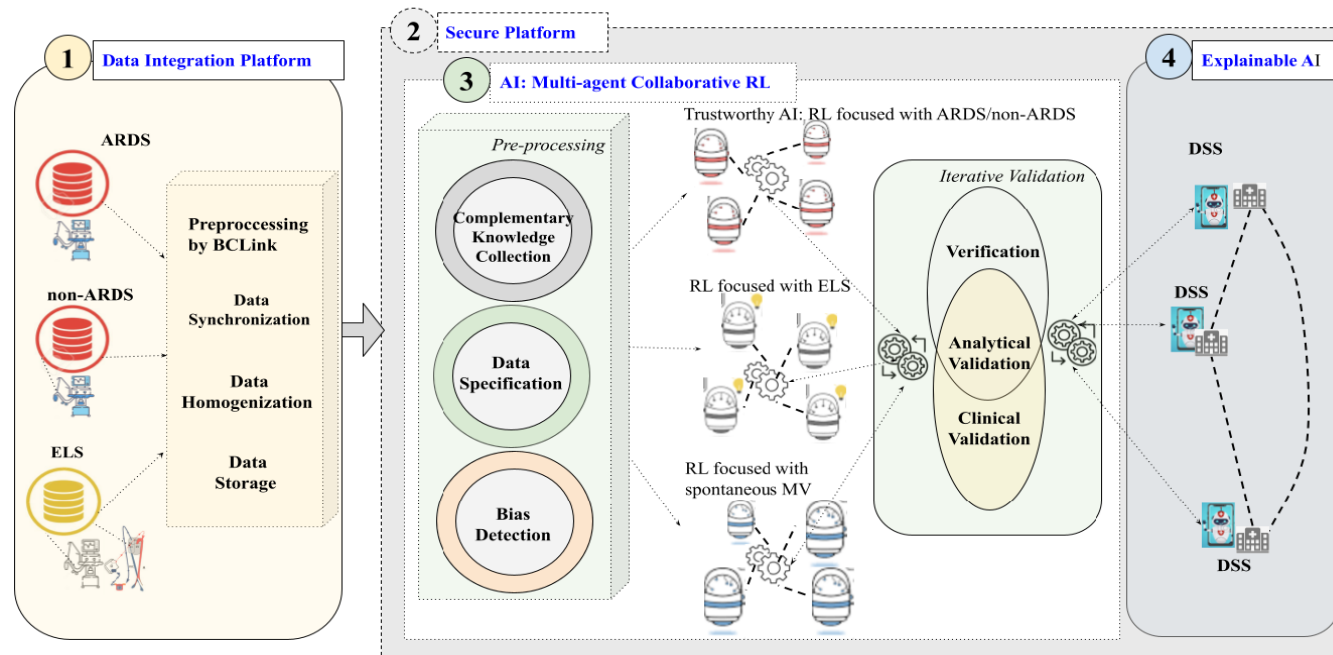 1
Data Integration Platform
ARDS
non-ARDS
ELS
Preproccessing
by BCLink
Data
Synchronization
Data
Homogenization
Data
Storage
2
Secure Platform
3
AI: Multi-agent Collaborative RL
Pre-processing
Complementary
Knowledge
Collection
Data
Specification
Bias
Detection
Trustworthy AI: RL focused with ARDS/non-ARDS
RL focused with ELS
RL focused with
spontaneous MV
Iterative Validation
Verification
Analytical
Validation
Clinical
Validation
4
Explainable AI
DSS
DSS
DSS